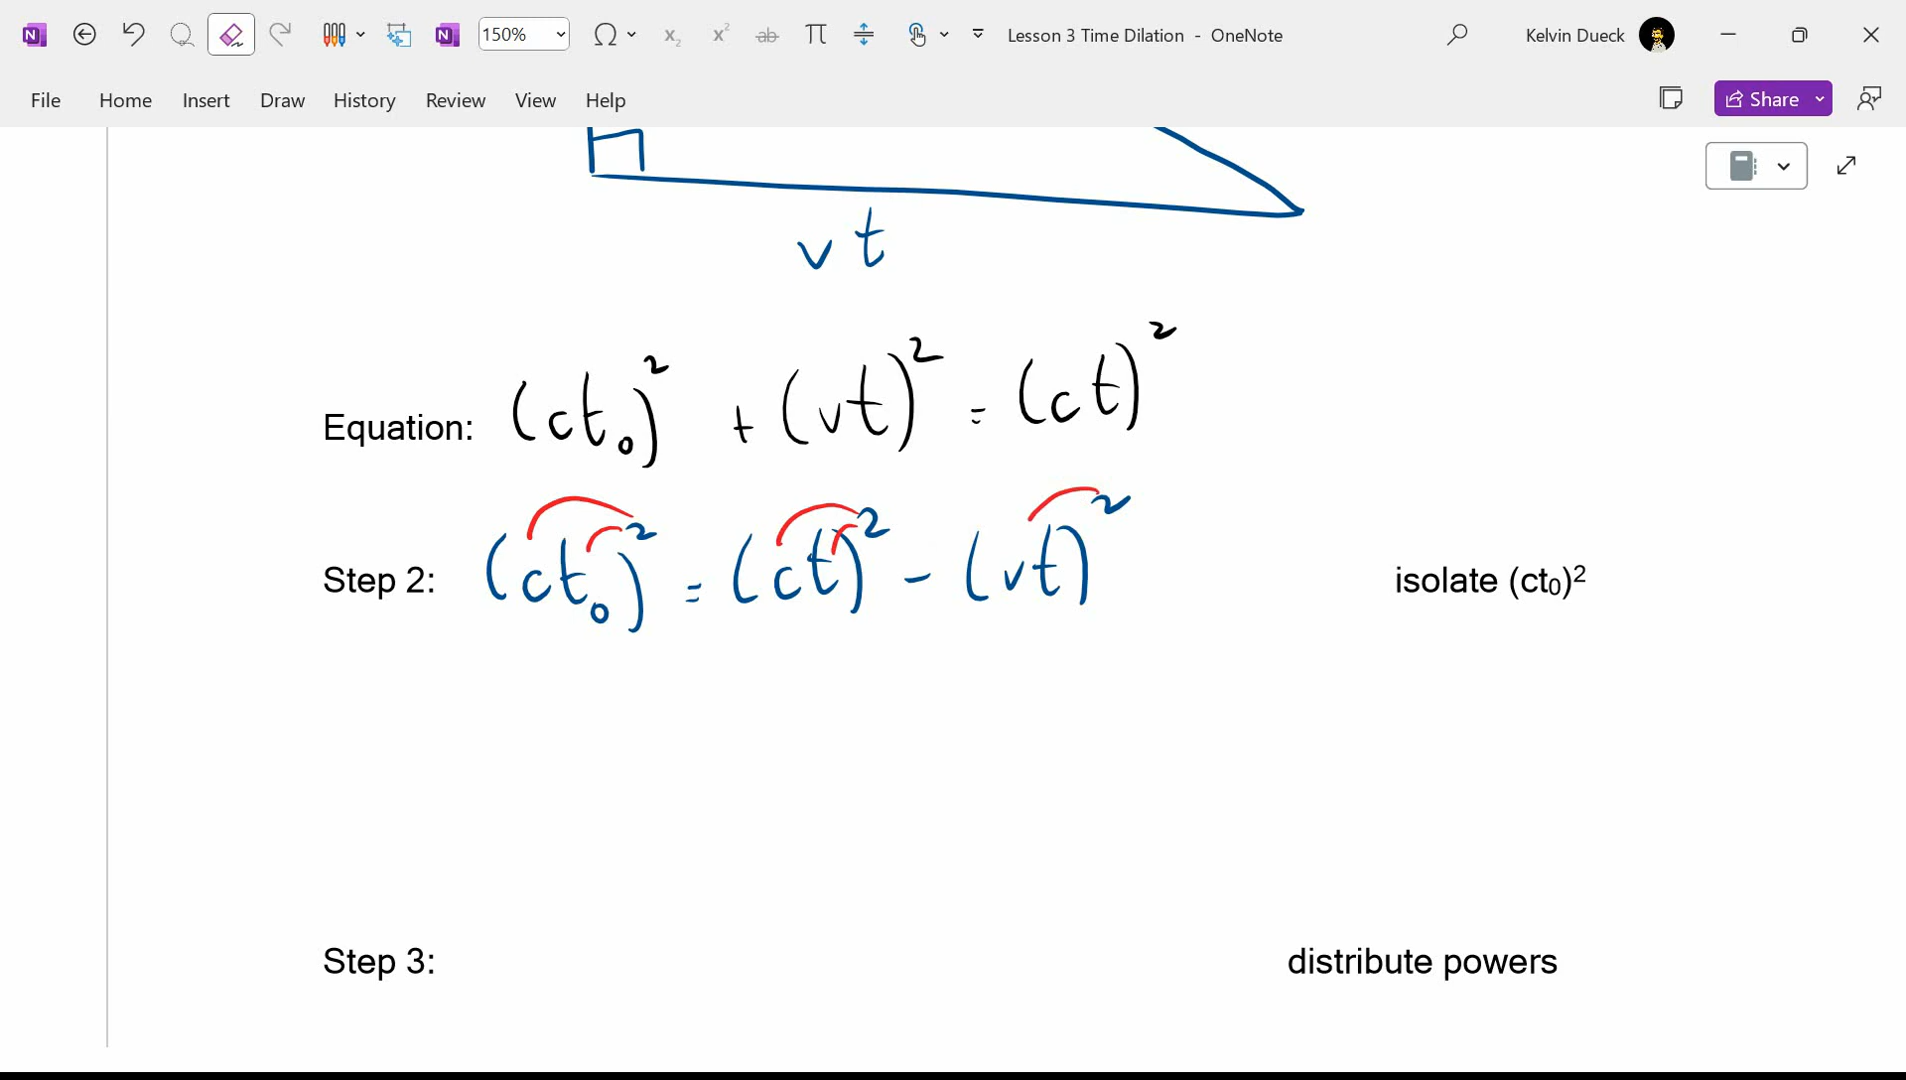 150%
Lesson 3 Time Dilation - OneNote
Kelvin Dueck
File Home Insert Draw History Review View Help
Share
vt
Equation: (ct₀)² + (vt)² = (ct)²
Step 2: (ct₀)² = (ct)² - (vt)² isolate (ct₀)²
Step 3: distribute powers